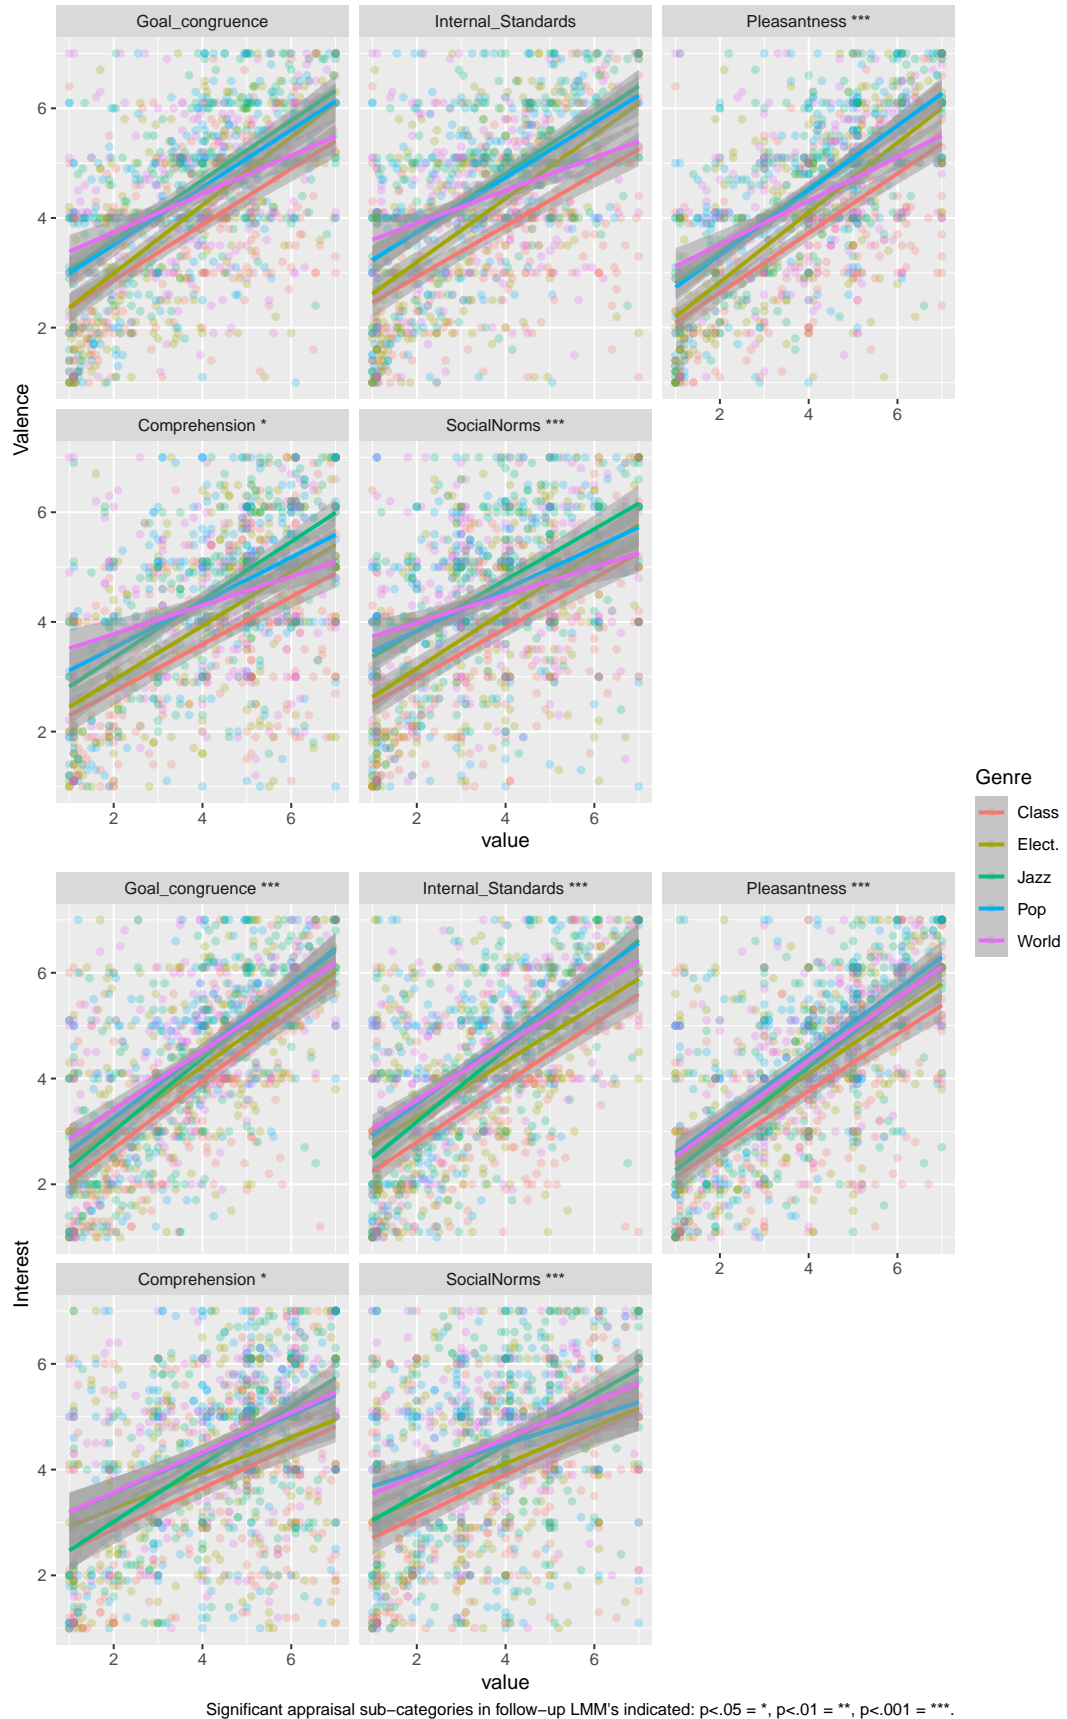 Goal_congruence
Internal_Standards
Pleasantness ***
6
4
2
2
4
6
Valence
Comprehension *
SocialNorms ***
6
4
2
2
4
6
2
4
6
value
Genre
Class
Elect.
Jazz
Pop
World
Goal_congruence ***
Internal_Standards ***
Pleasantness ***
6
4
2
2
4
6
Interest
Comprehension *
SocialNorms ***
6
4
2
2
4
6
2
4
6
value
Significant appraisal sub−categories in follow−up LMM's indicated: p<.05 = *, p<.01 = **, p<.001 = ***.